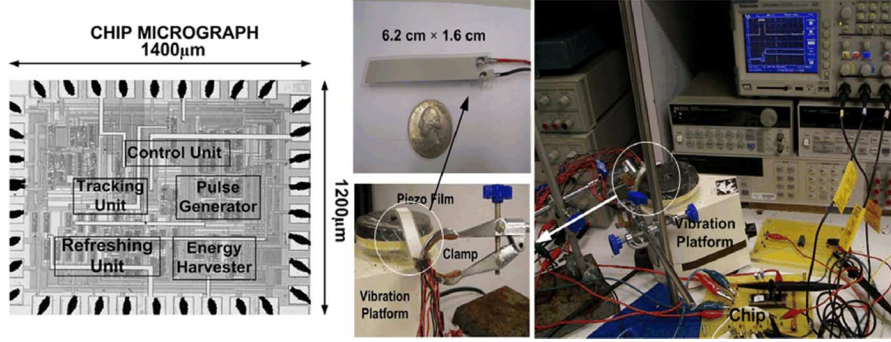 CHIP MICROGRAPH
1400μm
1200μm
Control Unit
Tracking
Unit
Pulse
Generator
Refreshing
Unit
Energy
Harvester
6.2 cm × 1.6 cm
Piezo Film
Clamp
Vibration
Platform
Vibration
Platform
Chip